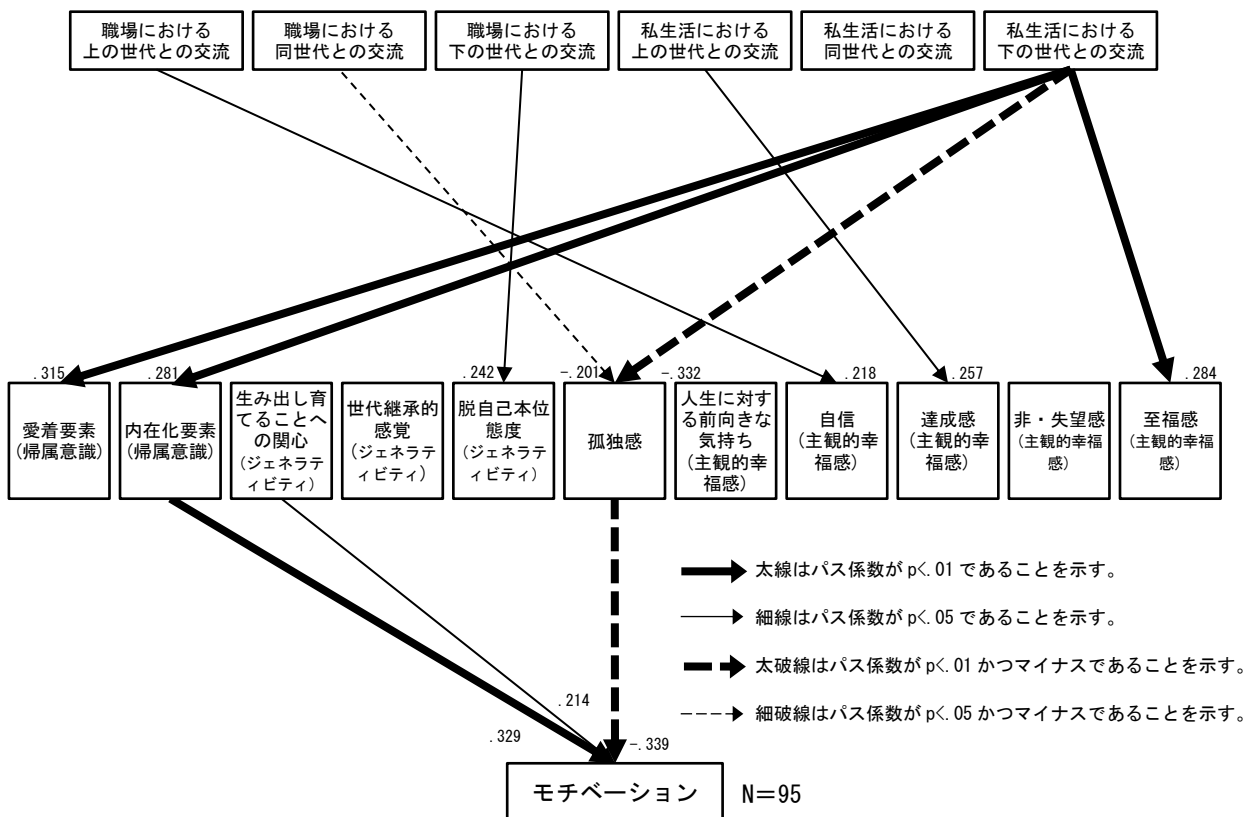 職場における
上の世代との交流
職場における
同世代との交流
職場における
下の世代との交流
私生活における
上の世代との交流
私生活における
同世代との交流
私生活における
下の世代との交流
.315
.281
.242
-.201
-.332
.218
.257
.284
愛着要素
(帰属意識)
内在化要素
(帰属意識)
生み出し育
てることへ
の関心
(ジェネラテ
ィビティ)
世代継承的
感覚
(ジェネラテ
ィビティ)
脱自己本位
態度
(ジェネラテ
ィビティ)
孤独感
人生に対す
る前向きな
気持ち
(主観的幸
福感)
自信
(主観的幸
福感)
達成感
(主観的幸
福感)
非・失望感
(主観的幸福
感)
至福感
(主観的幸福
感)
太線はパス係数が p<.01 であることを示す。
細線はパス係数が p<.05 であることを示す。
太破線はパス係数が p<.01 かつマイナスであることを示す。
細破線はパス係数が p<.05 かつマイナスであることを示す。
.214
.329
-.339
モチベーション
N=95